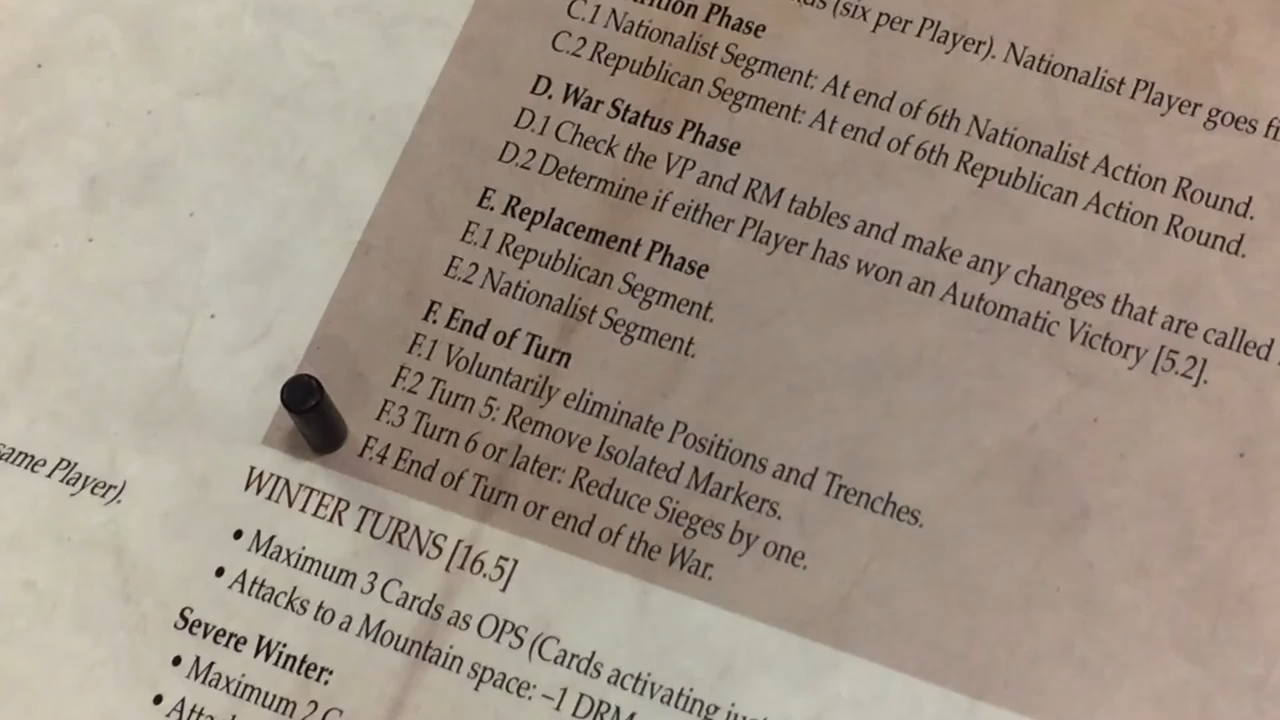 (six per Player). Nationalist Player goes
Phase
C.1 Nationalist Segment: At end of 6th Nationalist Action Round.
C.2 Republican Segment: At end of 6th Republican Action Round.
D. War Status Phase
D.1 Check the VP and RM tables and make any changes that are called
D.2 Determine if either Player has won an Automatic Victory [5.2].
E. Replacement Phase
E.1 Republican Segment.
E.2 Nationalist Segment.
F. End of Turn
F.1 Voluntarily eliminate Positions and Trenches.
F.2 Turn 5: Remove Isolated Markers.
F.3 Turn 6 or later: Reduce Sieges by one.
F.4 End of Turn or end of the War.
same Player).
WINTER TURNS [16.5]
• Maximum 3 Cards as OPS (Cards activating
• Attacks to a Mountain space: –1 DRM
Severe Winter:
• Maximum 2
•